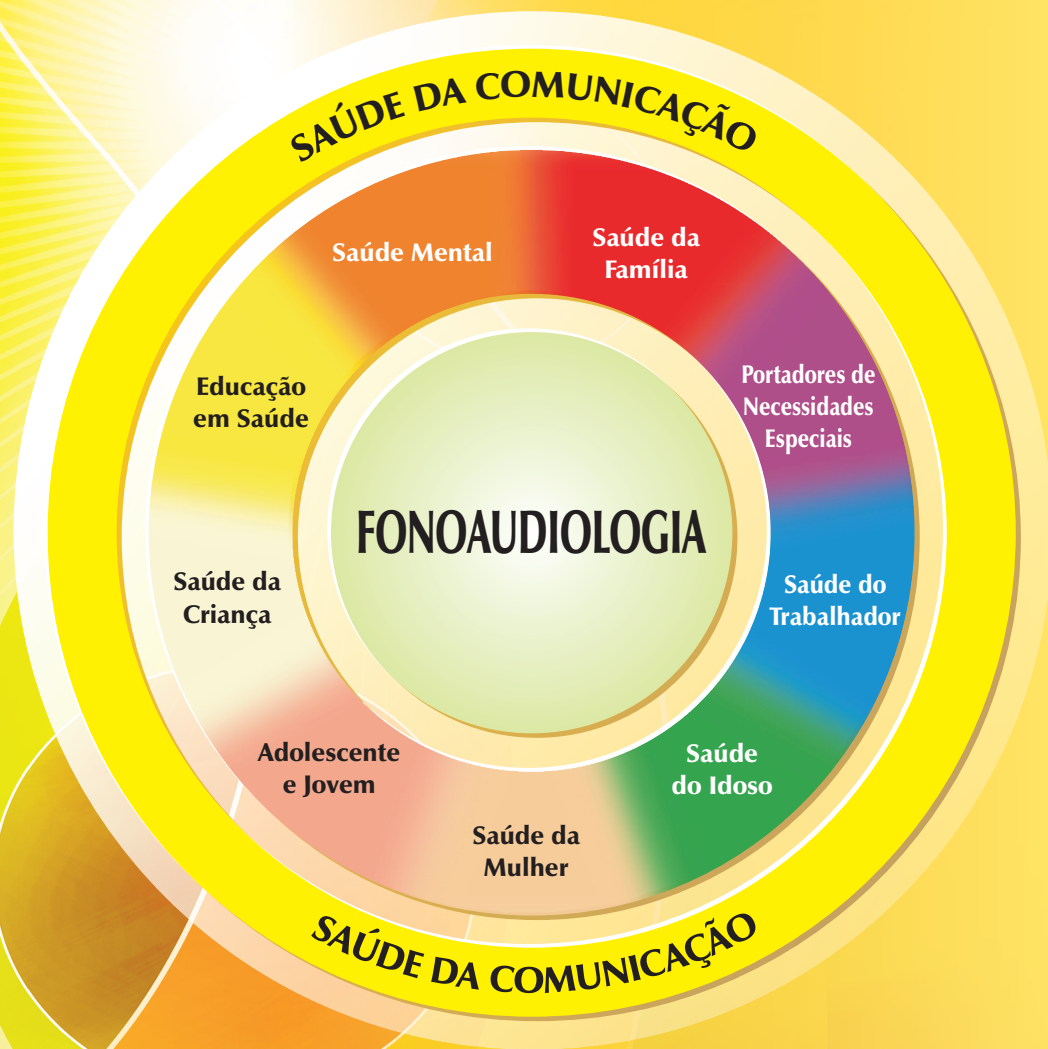 SAÚDE DA COMUNICAÇÃO
Saúde Mental
Saúde da
Família
Portadores de
Necessidades
Especiais
Saúde do
Trabalhador
Saúde
do Idoso
Saúde da
Mulher
Adolescente
e Jovem
Saúde da
Criança
Educação
em Saúde
FONOAUDIOLOGIA
SAÚDE DA COMUNICAÇÃO